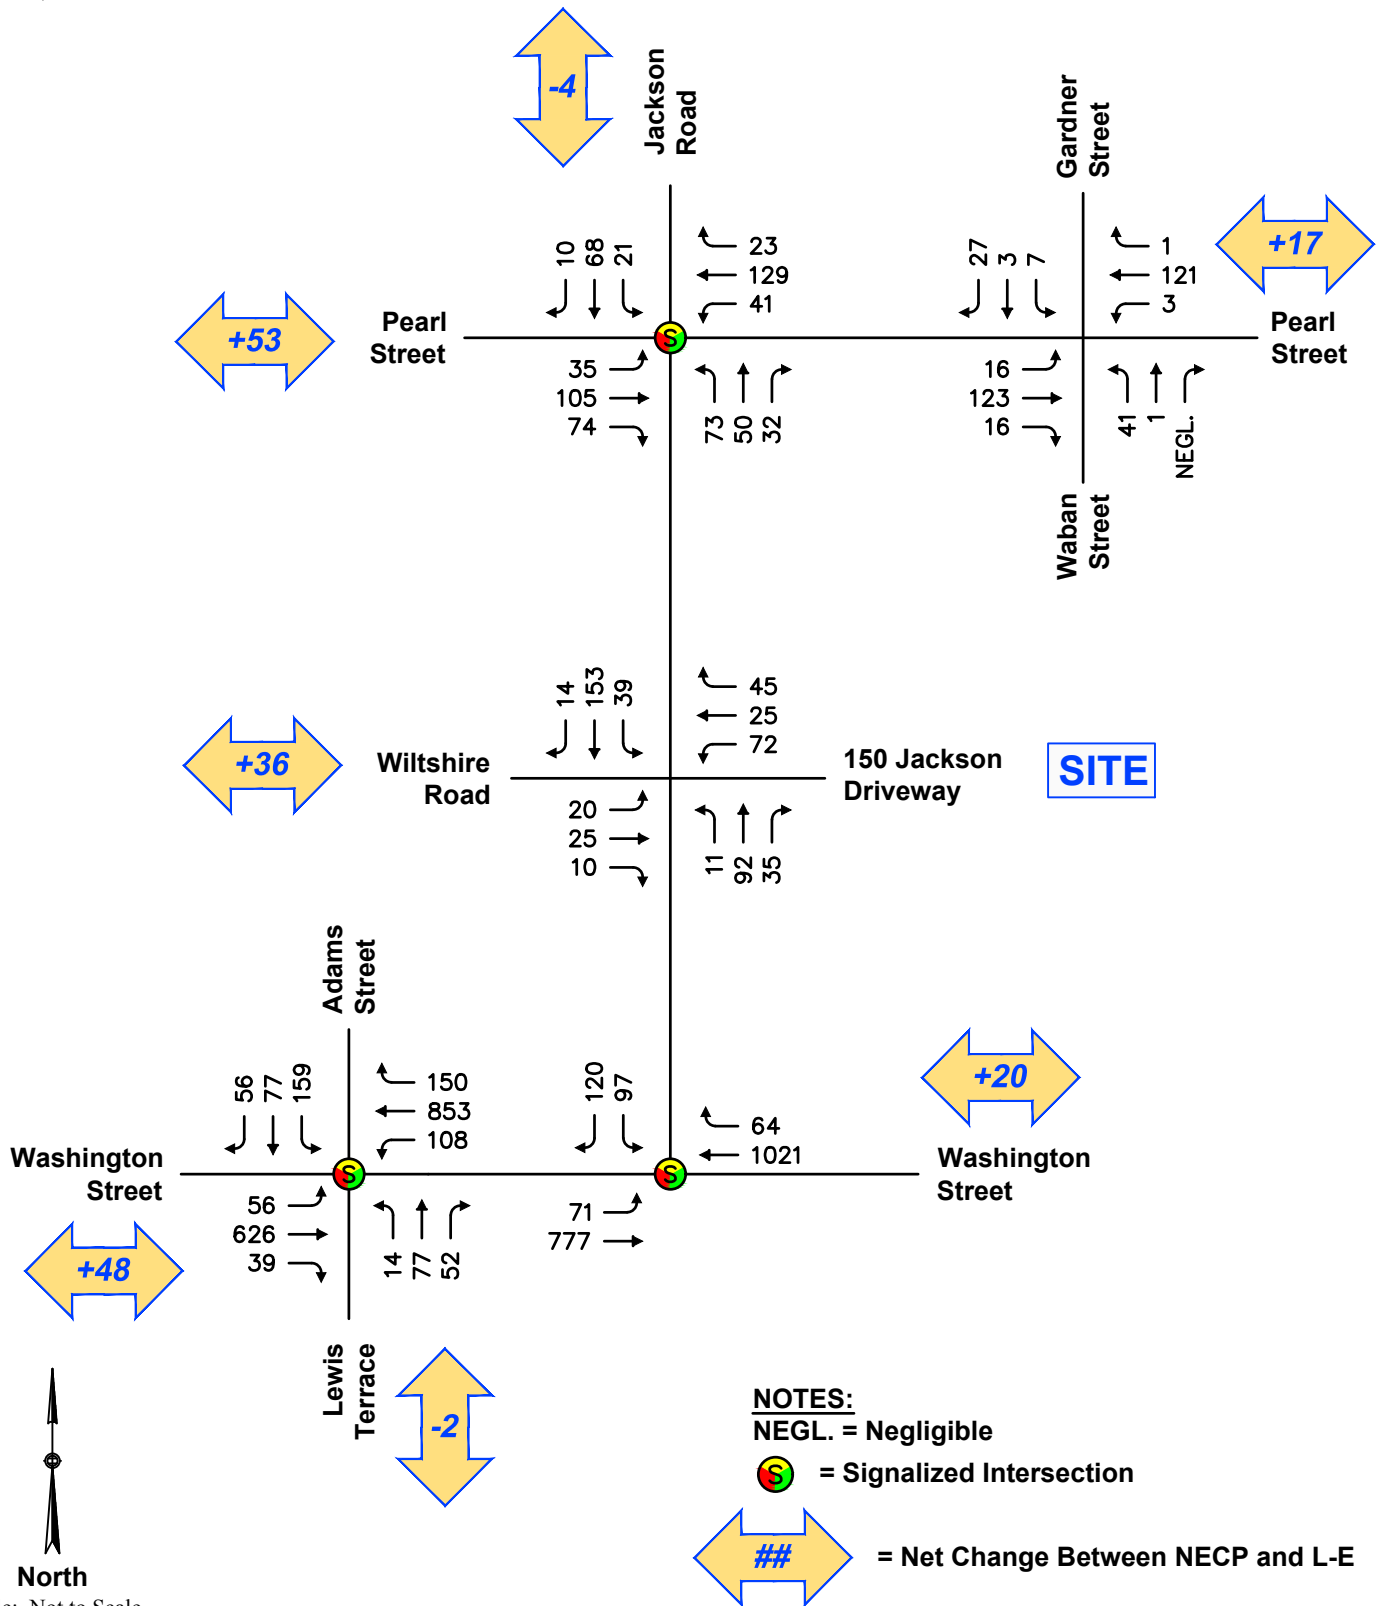 -4
Jackson
Road
Gardner
Street
+17
10
68
21
23
129
41
27
3
7
1
121
3
+53
Pearl
Street
S
Pearl
Street
35
105
74
73
50
32
16
123
16
41
1
NEGL.
Waban
Street
14
153
39
45
25
72
+36
Wiltshire
Road
150 Jackson
Driveway
SITE
20
25
10
11
92
35
Adams
Street
+20
56
77
159
150
853
108
120
97
64
1021
Washington
Street
S
S
Washington
Street
56
626
39
14
77
52
71
777
+48
Lewis
Terrace
-2
NOTES:
NEGL. = Negligible
S = Signalized Intersection
## = Net Change Between NECP and L-E
North
Not to Scale